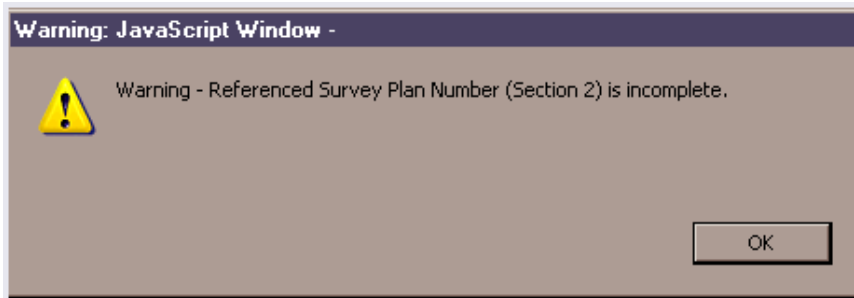 Warning: JavaScript Window -
Warning - Referenced Survey Plan Number (Section 2) is incomplete.
OK